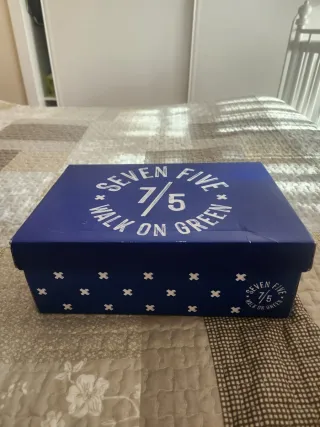 SEVEN FIVE
7/5
WALK ON GREEN
SEVEN FIVE
7/5
WALK ON GREEN